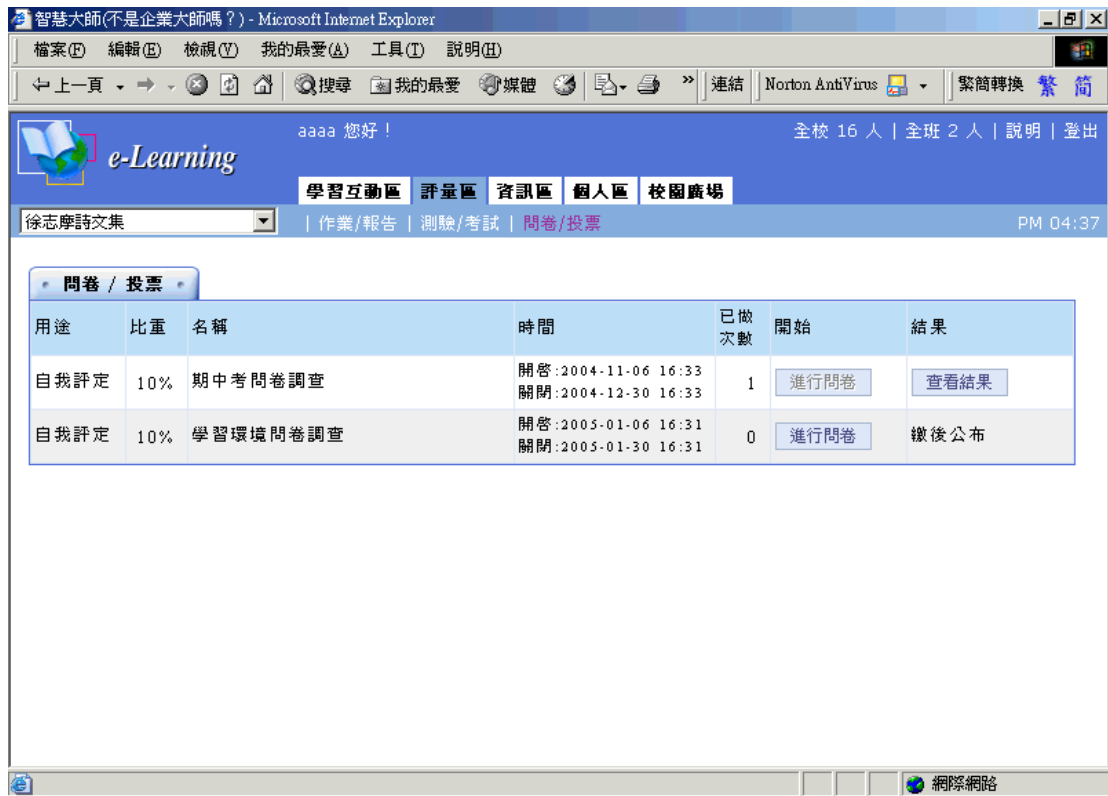 智慧大師(不是企業大師嗎？) - Microsoft Internet Explorer
檔案(F) 編輯(E) 檢視(V) 我的最愛(A) 工具(T) 說明(H)
上一頁 搜尋 我的最愛 媒體 » 連結 Norton AntiVirus 繁簡轉換 繁 简
aaaa 您好！ 全校 16 人 | 全班 2 人 | 說明 | 登出
e-Learning
學習互動區 評量區 資訊區 個人區 校園廣場
徐志摩詩文集 | 作業/報告 | 測驗/考試 | 問卷/投票 PM 04:37
問卷 / 投票
用途 比重 名稱 時間 已做次數 開始 結果
自我評定 10% 期中考問卷調查 開啓:2004-11-06 16:33 1 進行問卷 查看結果
關閉:2004-12-30 16:33
自我評定 10% 學習環境問卷調查 開啓:2005-01-06 16:31 0 進行問卷 繳後公布
關閉:2005-01-30 16:31
網際網路